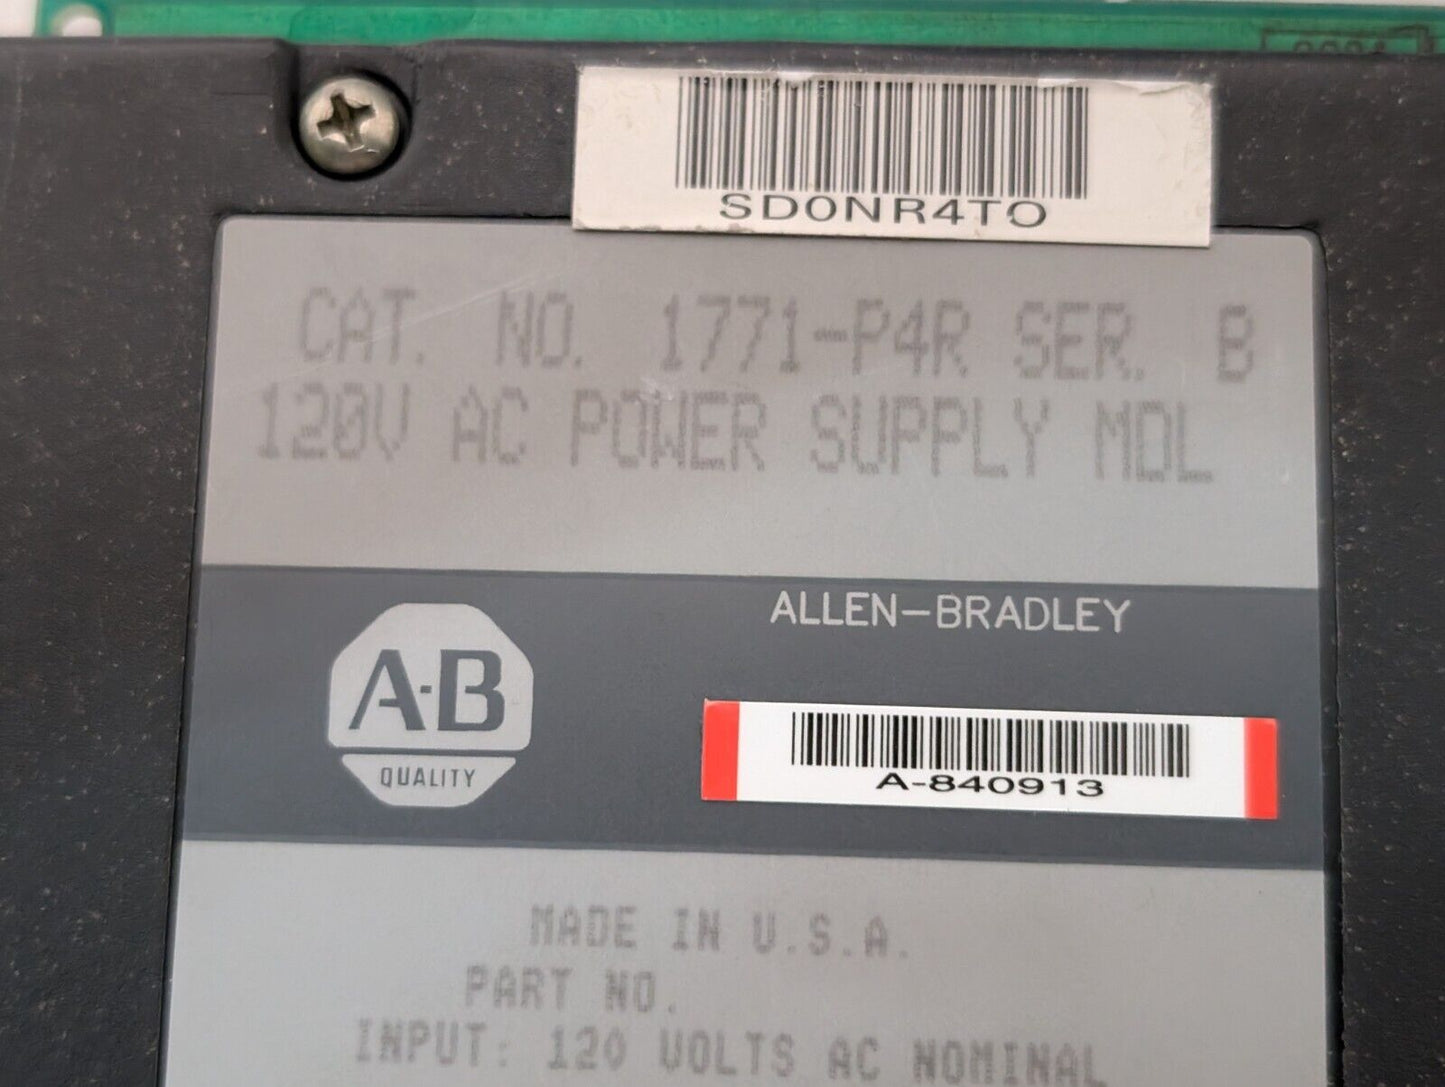 SD0NR4TO
CAT. NO. 1771-P4R SER. B
120V AC POWER SUPPLY MDL
ALLEN-BRADLEY
A-B
QUALITY
A-840913
MADE IN U.S.A.
PART NO.
INPUT: 120 VOLTS AC NOMINAL